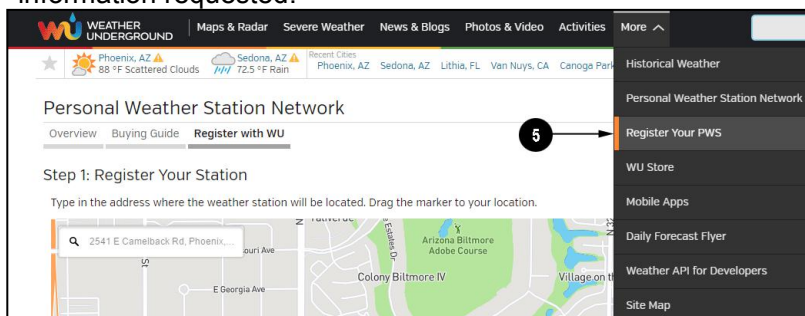 information requested.
WEATHER UNDERGROUND Maps & Radar Severe Weather News & Blogs Photos & Video Activities More
Recent Cities
Phoenix, AZ Sedona, AZ Phoenix, AZ Sedona, AZ Lithia, FL Van Nuys, CA Canoga Park
88 °F Scattered Clouds 72.5 °F Rain
Historical Weather
Personal Weather Station Network
Register Your PWS
WU Store
Mobile Apps
Daily Forecast Flyer
Weather API for Developers
Site Map
Personal Weather Station Network
Overview Buying Guide Register with WU
5
Step 1: Register Your Station
Type in the address where the weather station will be located. Drag the marker to your location.
2541 E Camelback Rd, Phoenix,...
ouri Ave
St
E Georgia Ave
Estates Dr
Arizona Biltmore
Adobe Course
Colony Biltmore IV
Village on th